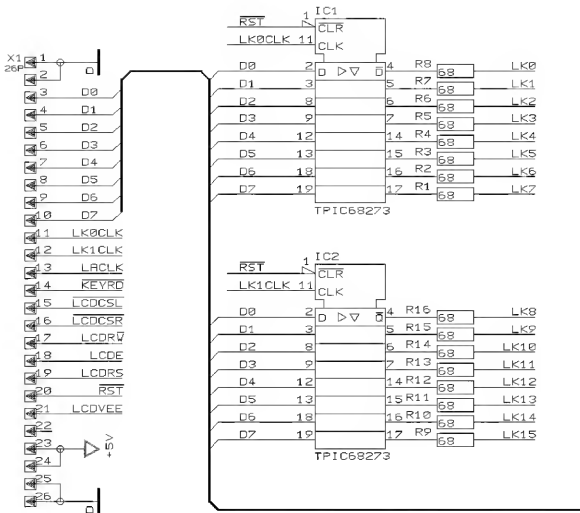 X1
26P
1
2
3 D0
4 D1
5 D2
6 D3
7 D4
8 D5
9 D6
10 D7
11 LK0CLK
12 LK1CLK
13 LACLK
14 KEYRD
15 LCDCSL
16 LCDCSR
17 LCDRW
18 LCDE
19 LCDRS
20 RST
21 LCDVEE
22
23
24
25
26
D
D
+5V
IC1
RST 1 CLR
LK0CLK 11 CLK
D0 2 D ▷▽ Q 4 R8 68 LK0
D1 3 5 R7 68 LK1
D2 8 6 R6 68 LK2
D3 9 7 R5 68 LK3
D4 12 14 R4 68 LK4
D5 13 15 R3 68 LK5
D6 18 16 R2 68 LK6
D7 19 17 R1 68 LK7
TPIC68273
IC2
RST 1 CLR
LK1CLK 11 CLK
D0 2 D ▷▽ Q 4 R16 68 LK8
D1 3 5 R15 68 LK9
D2 8 6 R14 68 LK10
D3 9 7 R13 68 LK11
D4 12 14 R12 68 LK12
D5 13 15 R11 68 LK13
D6 18 16 R10 68 LK14
D7 19 17 R9 68 LK15
TPIC68273